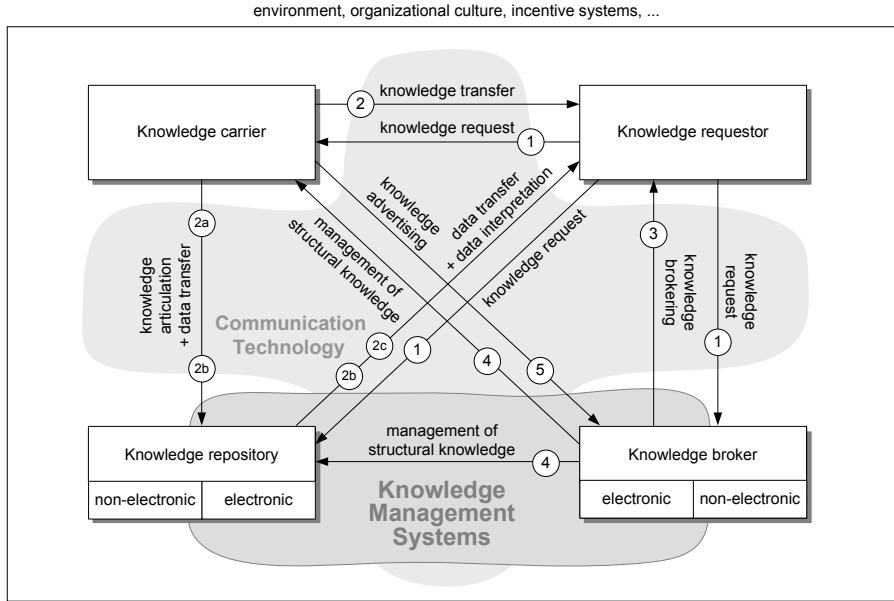 environment, organizational culture, incentive systems, ...
Knowledge carrier
2
knowledge transfer
knowledge request
1
Knowledge requestor
2a
knowledge
articulation
+ data transfer
2b
knowledge
advertising
management of
structural knowledge
data transfer
+ data interpretation
knowledge request
3
knowledge
brokering
knowledge
request
1
Communication
Technology
2c
2b
1
4
5
Knowledge repository
non-electronic
electronic
management of
structural knowledge
4
Knowledge broker
electronic
non-electronic
Knowledge
Management
Systems